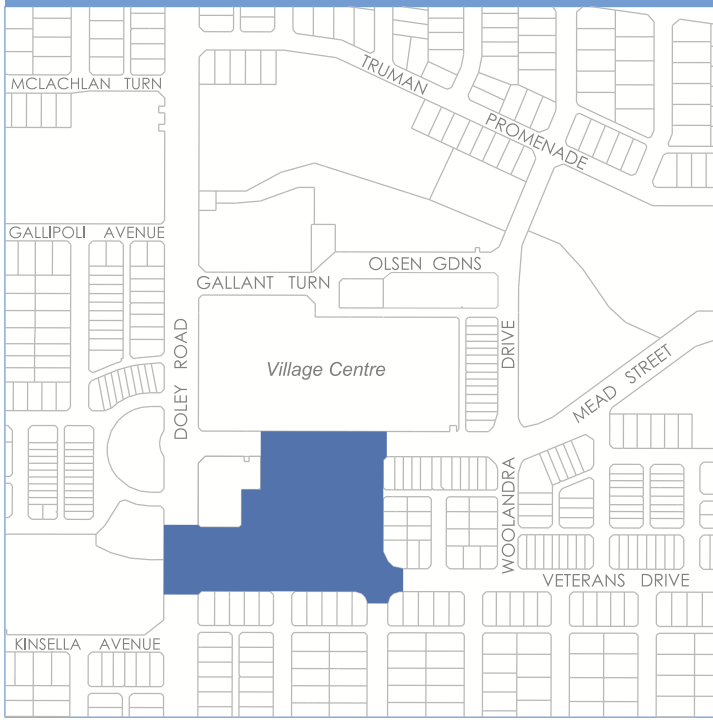 MCLACHLAN TURN
TRUMAN
PROMENADE
GALLIPOLI AVENUE
OLSEN GDNS
GALLANT TURN
DOLEY ROAD
Village Centre
DRIVE
MEAD STREET
WOOLANDRA
VETERANS DRIVE
KINSELLA AVENUE